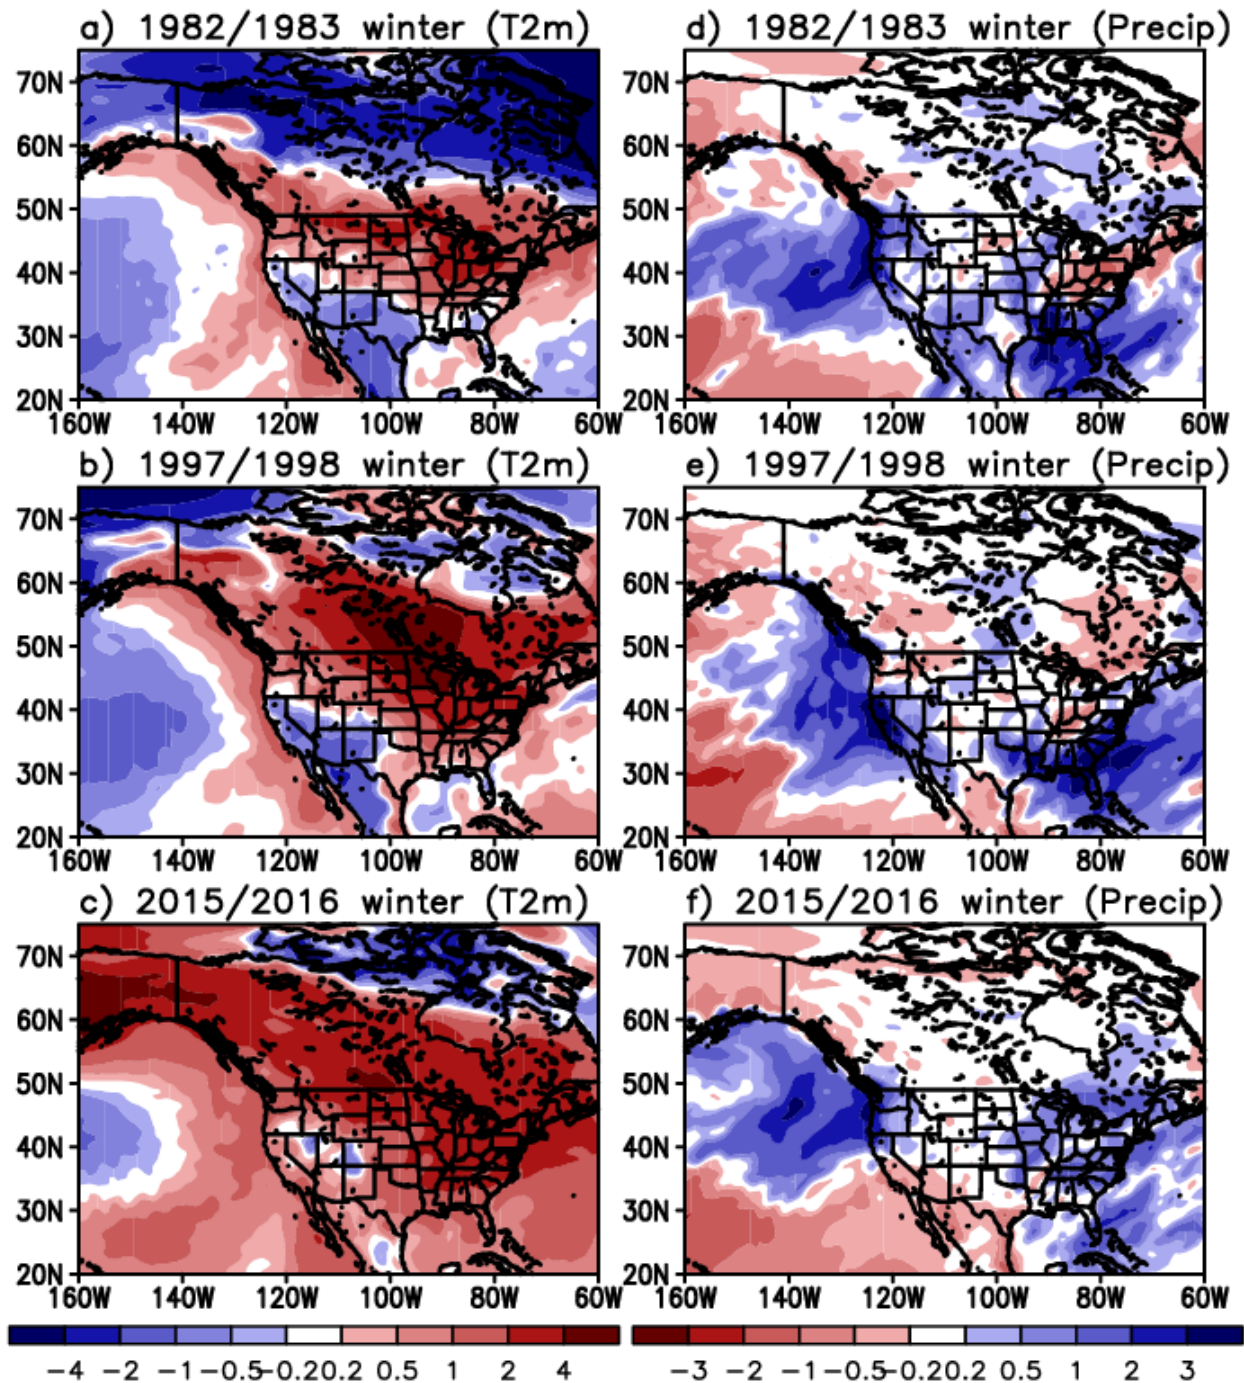 a) 1982/1983 winter (T2m)
d) 1982/1983 winter (Precip)
70N
60N
50N
40N
30N
20N
160W 140W 120W 100W 80W 60W
70N
60N
50N
40N
30N
20N
160W 140W 120W 100W 80W 60W
b) 1997/1998 winter (T2m)
e) 1997/1998 winter (Precip)
70N
60N
50N
40N
30N
20N
160W 140W 120W 100W 80W 60W
70N
60N
50N
40N
30N
20N
160W 140W 120W 100W 80W 60W
c) 2015/2016 winter (T2m)
f) 2015/2016 winter (Precip)
70N
60N
50N
40N
30N
20N
160W 140W 120W 100W 80W 60W
70N
60N
50N
40N
30N
20N
160W 140W 120W 100W 80W 60W
−4 −2 −1 −0.5 −0.2 0.2 0.5 1 2 4
−3 −2 −1 −0.5 −0.2 0.2 0.5 1 2 3